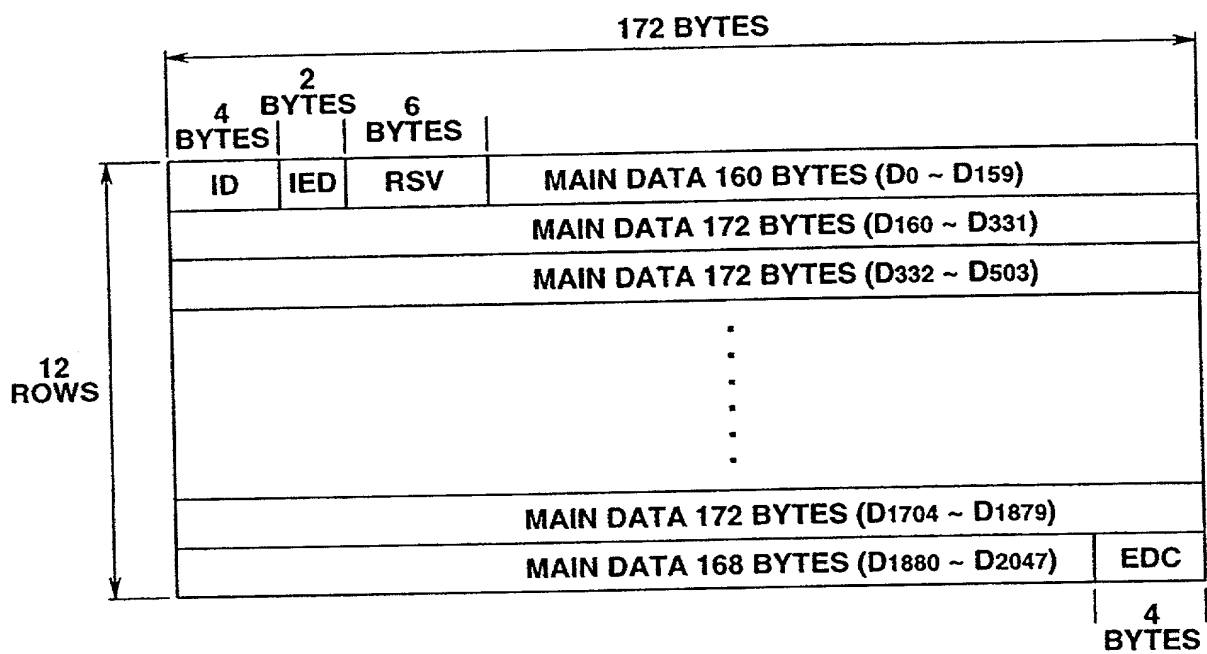 172 BYTES
2
BYTES
4
BYTES
6
BYTES
ID IED RSV MAIN DATA 160 BYTES (D0 ~ D159)
MAIN DATA 172 BYTES (D160 ~ D331)
MAIN DATA 172 BYTES (D332 ~ D503)
12
ROWS
MAIN DATA 172 BYTES (D1704 ~ D1879)
MAIN DATA 168 BYTES (D1880 ~ D2047) EDC
4
BYTES